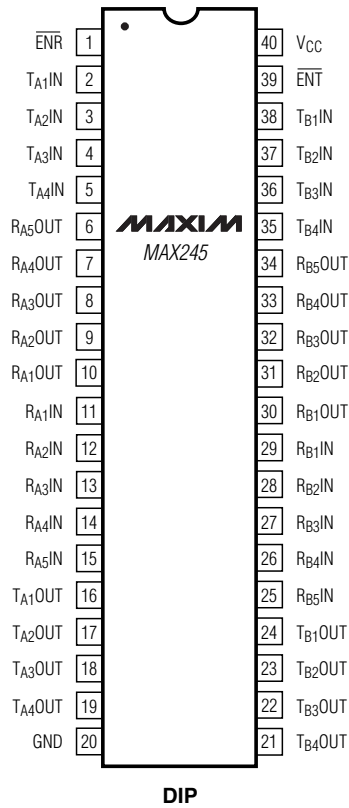 ENR 1 40 VCC
TA1IN 2 39 ENT
TA2IN 3 38 TB1IN
TA3IN 4 37 TB2IN
TA4IN 5 36 TB3IN
RA5OUT 6 MAXIM 35 TB4IN
RA4OUT 7 MAX245 34 RB5OUT
RA3OUT 8 33 RB4OUT
RA2OUT 9 32 RB3OUT
RA1OUT 10 31 RB2OUT
RA1IN 11 30 RB1OUT
RA2IN 12 29 RB1IN
RA3IN 13 28 RB2IN
RA4IN 14 27 RB3IN
RA5IN 15 26 RB4IN
TA1OUT 16 25 RB5IN
TA2OUT 17 24 TB1OUT
TA3OUT 18 23 TB2OUT
TA4OUT 19 22 TB3OUT
GND 20 21 TB4OUT
DIP